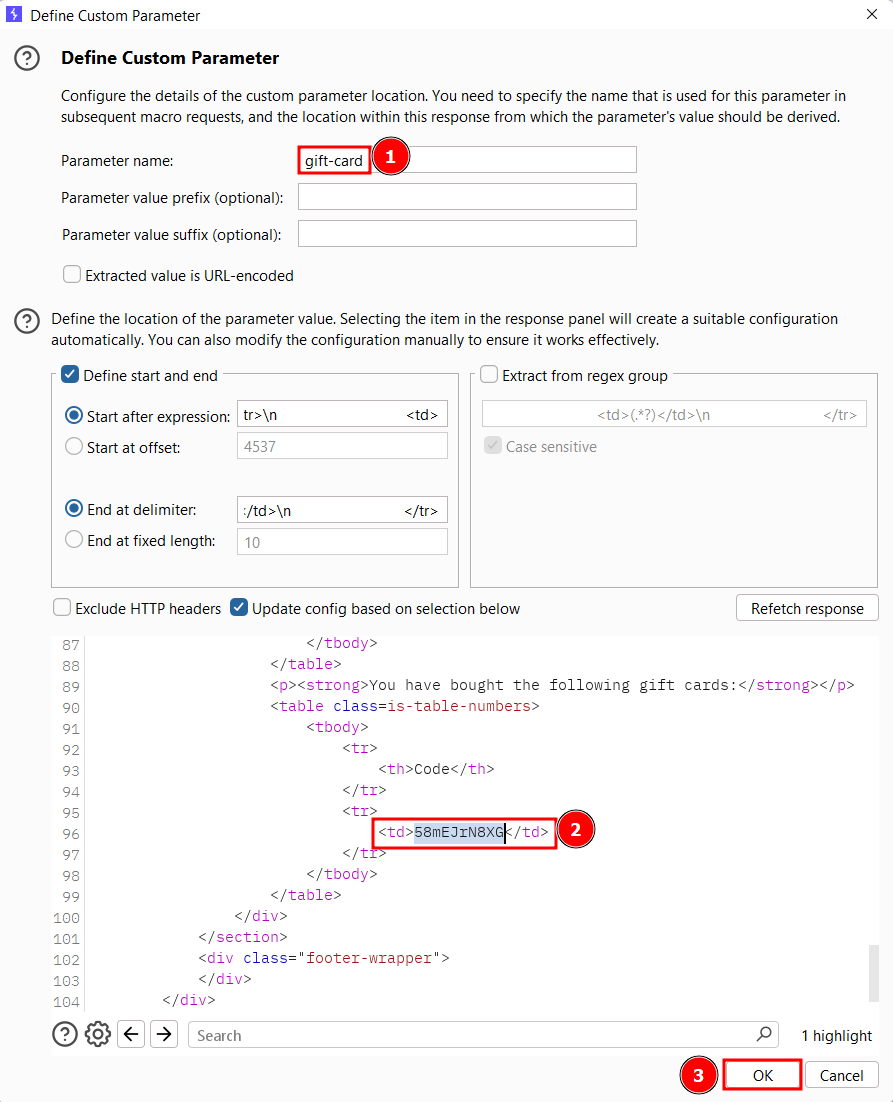 Define Custom Parameter
Define Custom Parameter
Configure the details of the custom parameter location. You need to specify the name that is used for this parameter in
subsequent macro requests, and the location within this response from which the parameter's value should be derived.
Parameter name: gift-card 1
Parameter value prefix (optional):
Parameter value suffix (optional):
Extracted value is URL-encoded
Define the location of the parameter value. Selecting the item in the response panel will create a suitable configuration
automatically. You can also modify the configuration manually to ensure it works effectively.
Define start and end
Start after expression: tr>\n <td>
Start at offset: 4537
End at delimiter: :/td>\n </tr>
End at fixed length: 10
Extract from regex group
<td>(.*?)</td>\n </tr>
Case sensitive
Exclude HTTP headers Update config based on selection below Refetch response
87 </tbody>
88 </table>
89 <p><strong>You have bought the following gift cards:</strong></p>
90 <table class=is-table-numbers>
91 <tbody>
92 <tr>
93 <th>Code</th>
94 </tr>
95 <tr>
96 <td>58mEJrN8XG</td> 2
97 </tr>
98 </tbody>
99 </table>
100 </div>
101 </section>
102 <div class="footer-wrapper">
103 </div>
104 </div>
Search 1 highlight
3 OK Cancel